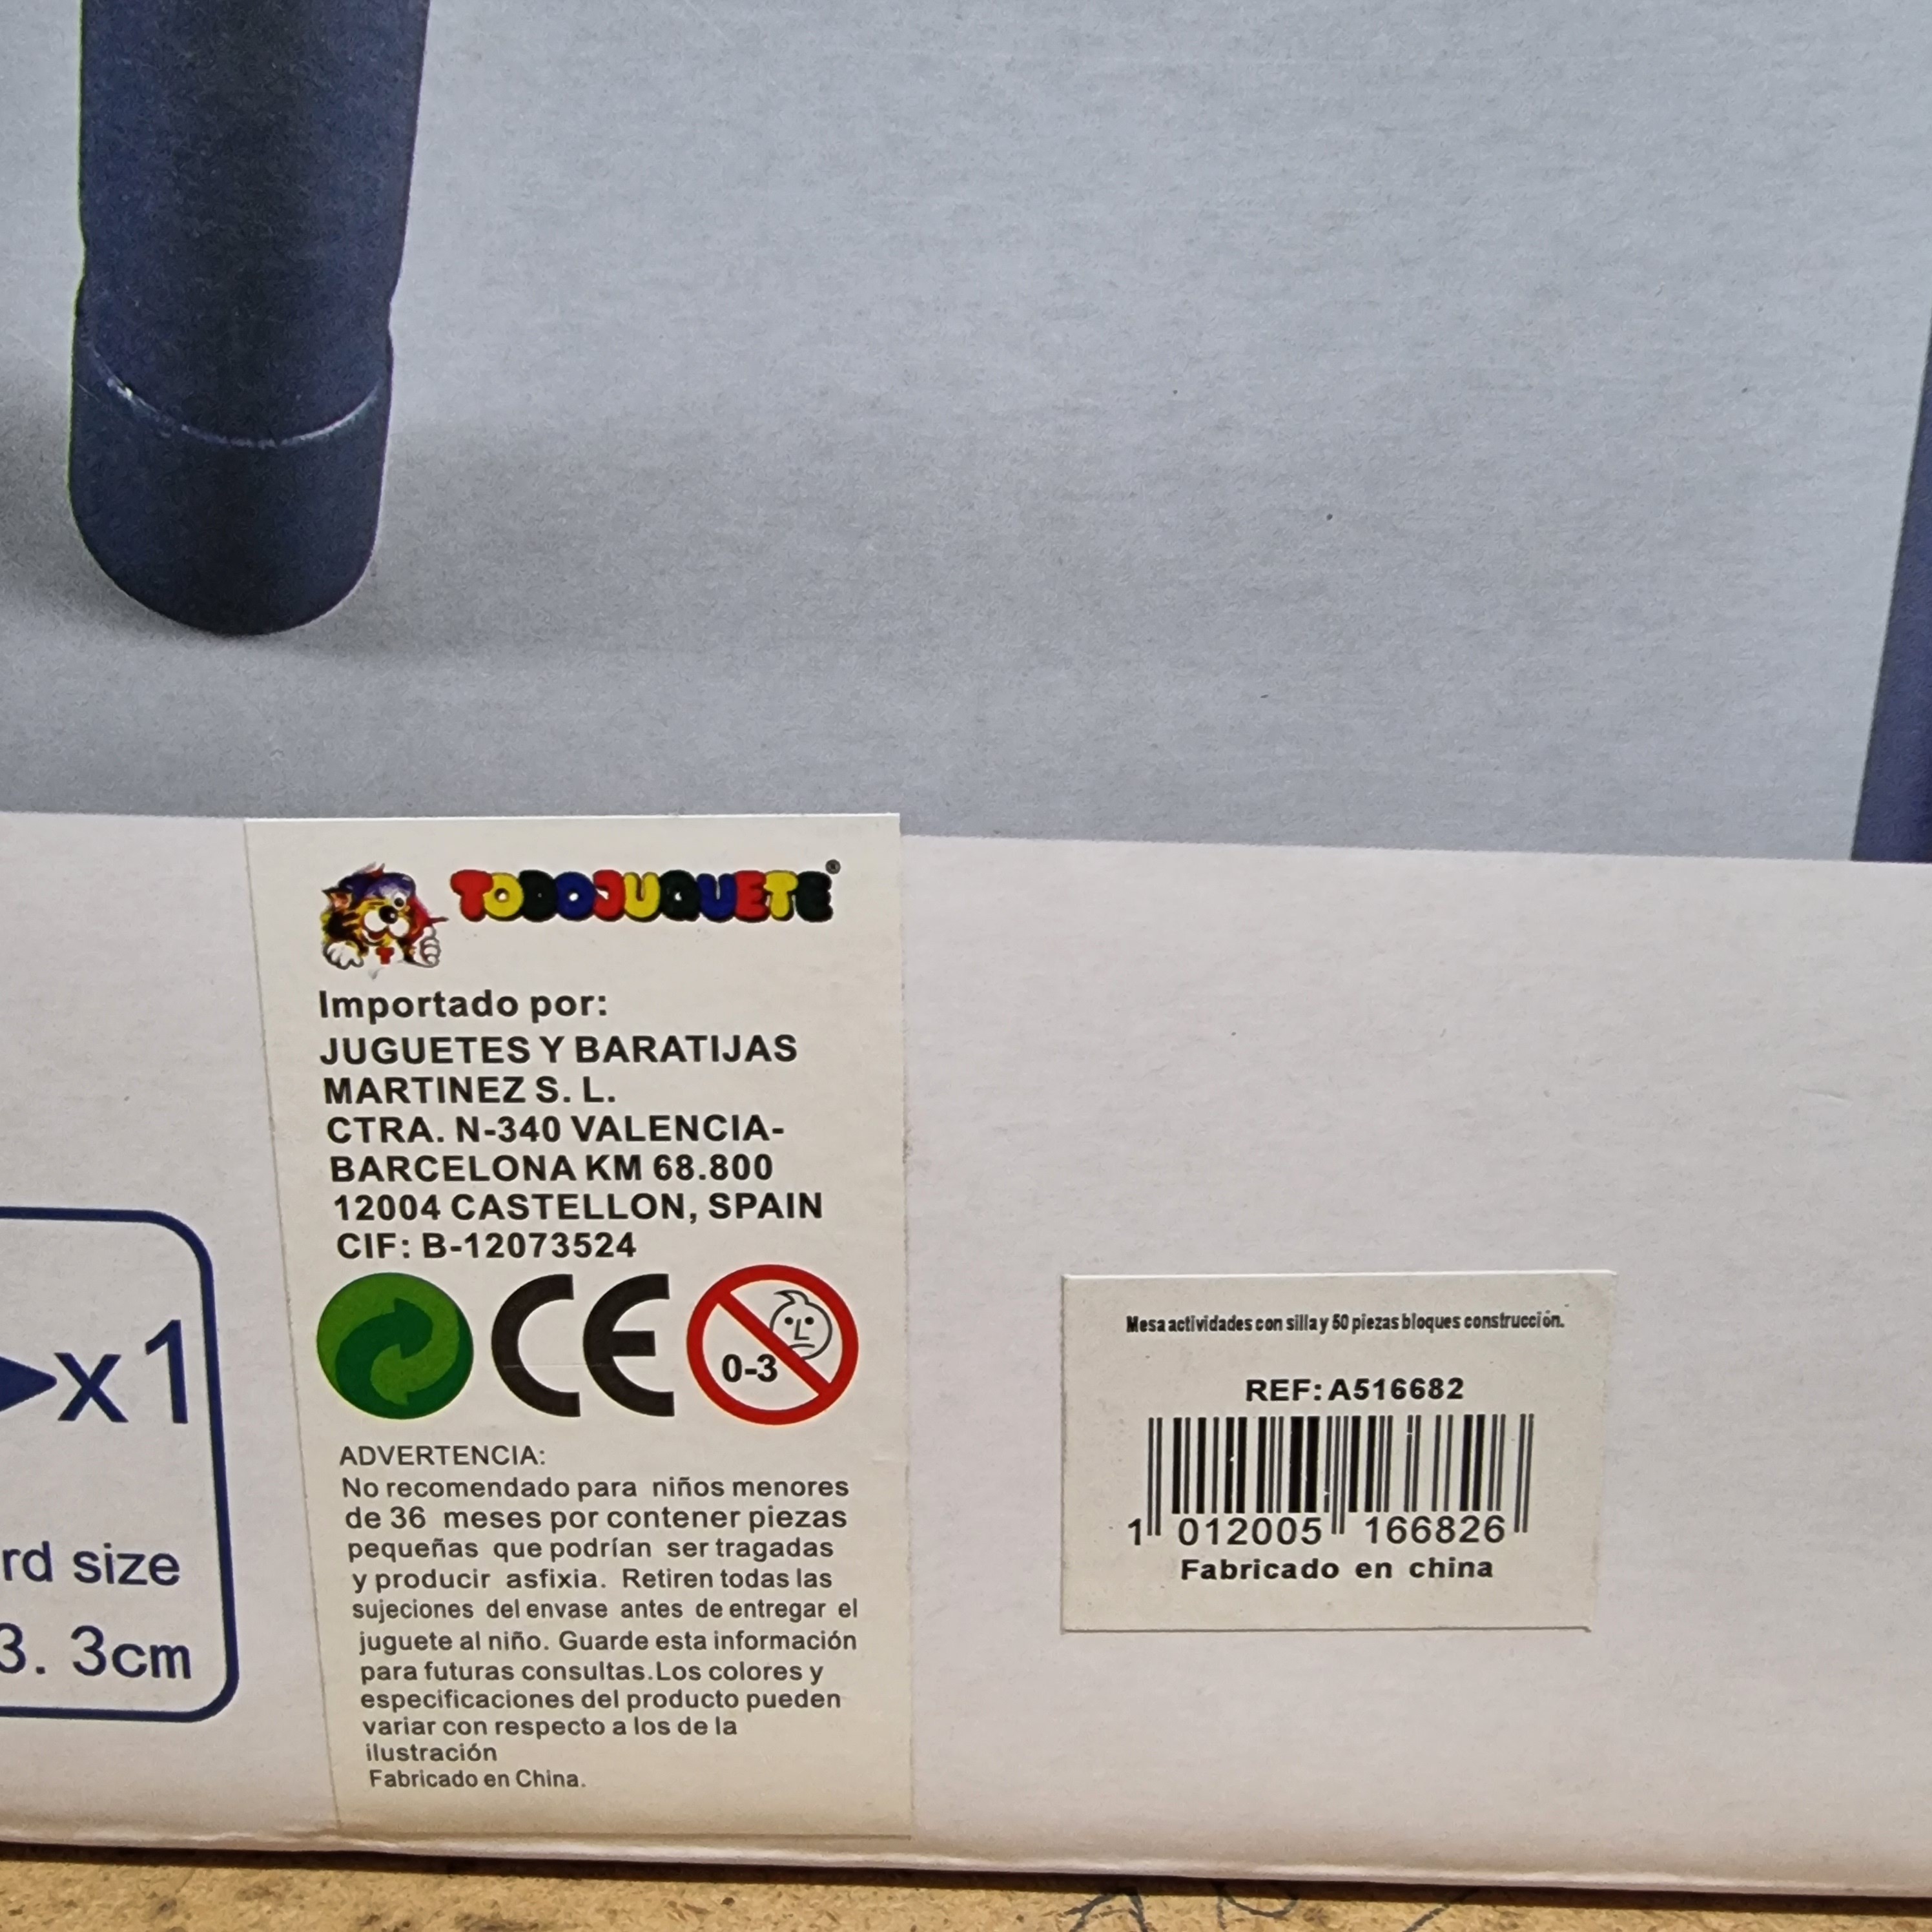 TODOJUGUETE®
Importado por:
JUGUETES Y BARATIJAS
MARTINEZ S. L.
CTRA. N-340 VALENCIA-
BARCELONA KM 68.800
12004 CASTELLON, SPAIN
CIF: B-12073524
CE
0-3
ADVERTENCIA:
No recomendado para niños menores
de 36 meses por contener piezas
pequeñas que podrían ser tragadas
y producir asfixia. Retiren todas las
sujeciones del envase antes de entregar el
juguete al niño. Guarde esta información
para futuras consultas.Los colores y
especificaciones del producto pueden
variar con respecto a los de la
ilustración
Fabricado en China.
x1
rd size
3. 3cm
Mesa actividades con silla y 50 piezas bloques construcción.
REF: A516682
1 012005 166826
Fabricado en china